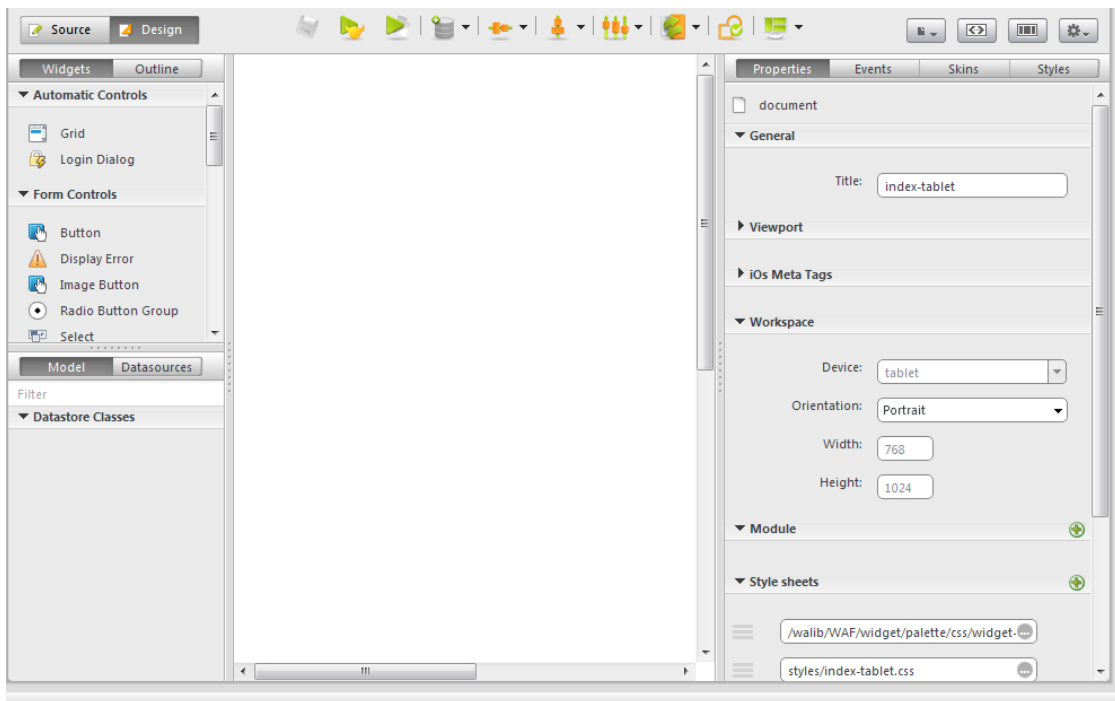 Source Design
Widgets Outline
Automatic Controls
Grid
Login Dialog
Form Controls
Button
Display Error
Image Button
Radio Button Group
Select
Model Datasources
Filter
Datastore Classes
Properties Events Skins Styles
document
General
Title: index-tablet
Viewport
iOs Meta Tags
Workspace
Device: tablet
Orientation: Portrait
Width: 768
Height: 1024
Module
Style sheets
/walib/WAF/widget/palette/css/widget-
styles/index-tablet.css